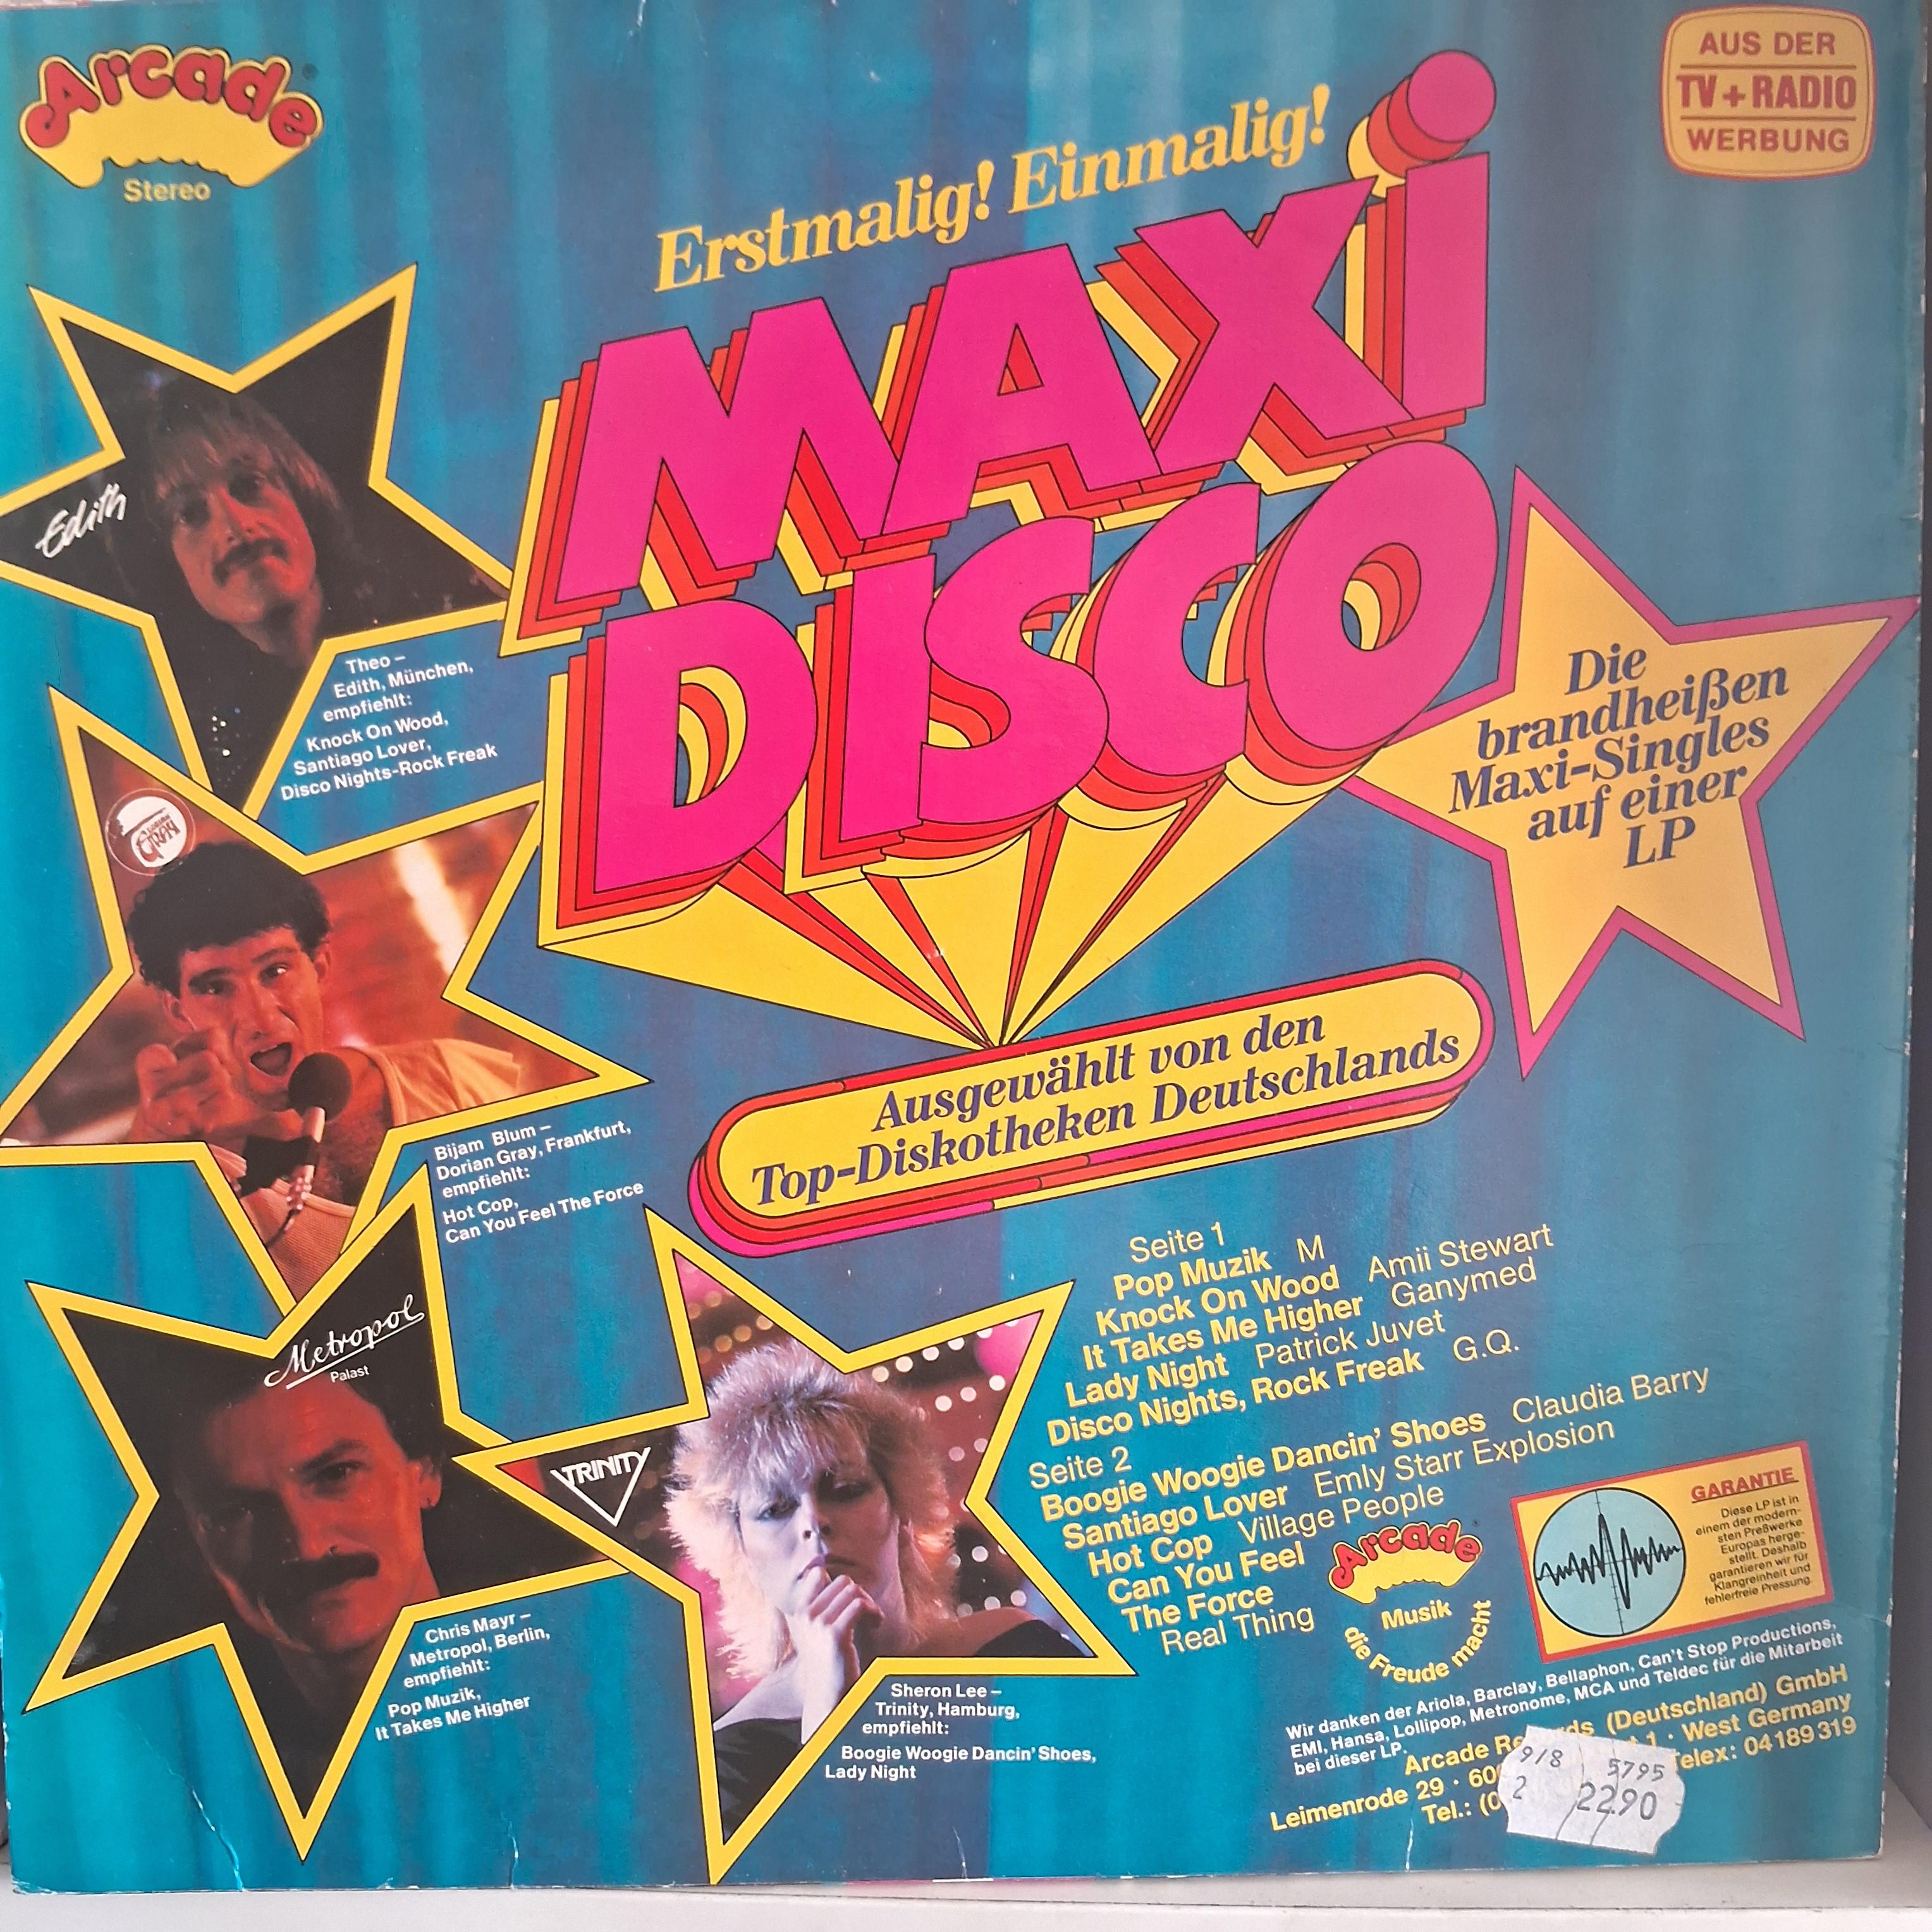 Arcade
Stereo
AUS DER
TV+RADIO
WERBUNG
Erstmalig! Einmalig!
MAXi
DISCO
Die
brandheißen
Maxi-Singles
auf einer
LP
Ausgewählt von den
Top-Diskotheken Deutschlands
Edith
Theo –
Edith, München,
empfiehlt:
Knock On Wood,
Santiago Lover,
Disco Nights-Rock Freak
GRAY
Bijam Blum –
Dorian Gray, Frankfurt,
empfiehlt:
Hot Cop,
Can You Feel The Force
Metropol
Palast
Chris Mayr –
Metropol, Berlin,
empfiehlt:
Pop Muzik,
It Takes Me Higher
TRINITY
Sheron Lee –
Trinity, Hamburg,
empfiehlt:
Boogie Woogie Dancin' Shoes,
Lady Night
Seite 1
Pop Muzik M
Knock On Wood Amii Stewart
It Takes Me Higher Ganymed
Lady Night Patrick Juvet
Disco Nights, Rock Freak G.Q.
Seite 2
Boogie Woogie Dancin' Shoes Claudia Barry
Santiago Lover Emly Starr Explosion
Hot Cop Village People
Can You Feel
The Force
Real Thing
Arcade
Musik
die Freude macht
GARANTIE
Diese LP ist in
einem der modern-
sten Preßwerke
Europas herge-
stellt. Deshalb
garantieren wir für
Klangreinheit und
fehlerfreie Pressung.
Wir danken der Ariola, Barclay, Bellaphon, Can't Stop Productions,
EMI, Hansa, Lollipop, Metronome, MCA und Teldec für die Mitarbeit
bei dieser LP.
Arcade (Deutschland) GmbH
Leimenrode 29 · West Germany
Tel.: Telex: 04 189 319
9/8 5795
2 22.90